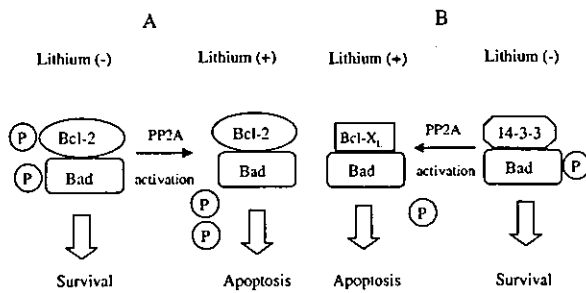 A
B
Lithium (-)
Lithium (+)
Lithium (+)
Lithium (-)
P
Bcl-2
PP2A
Bcl-2
Bcl-XL
PP2A
14-3-3
P
Bad
activation
Bad
Bad
activation
Bad
P
P
P
P
Survival
Apoptosis
Apoptosis
Survival